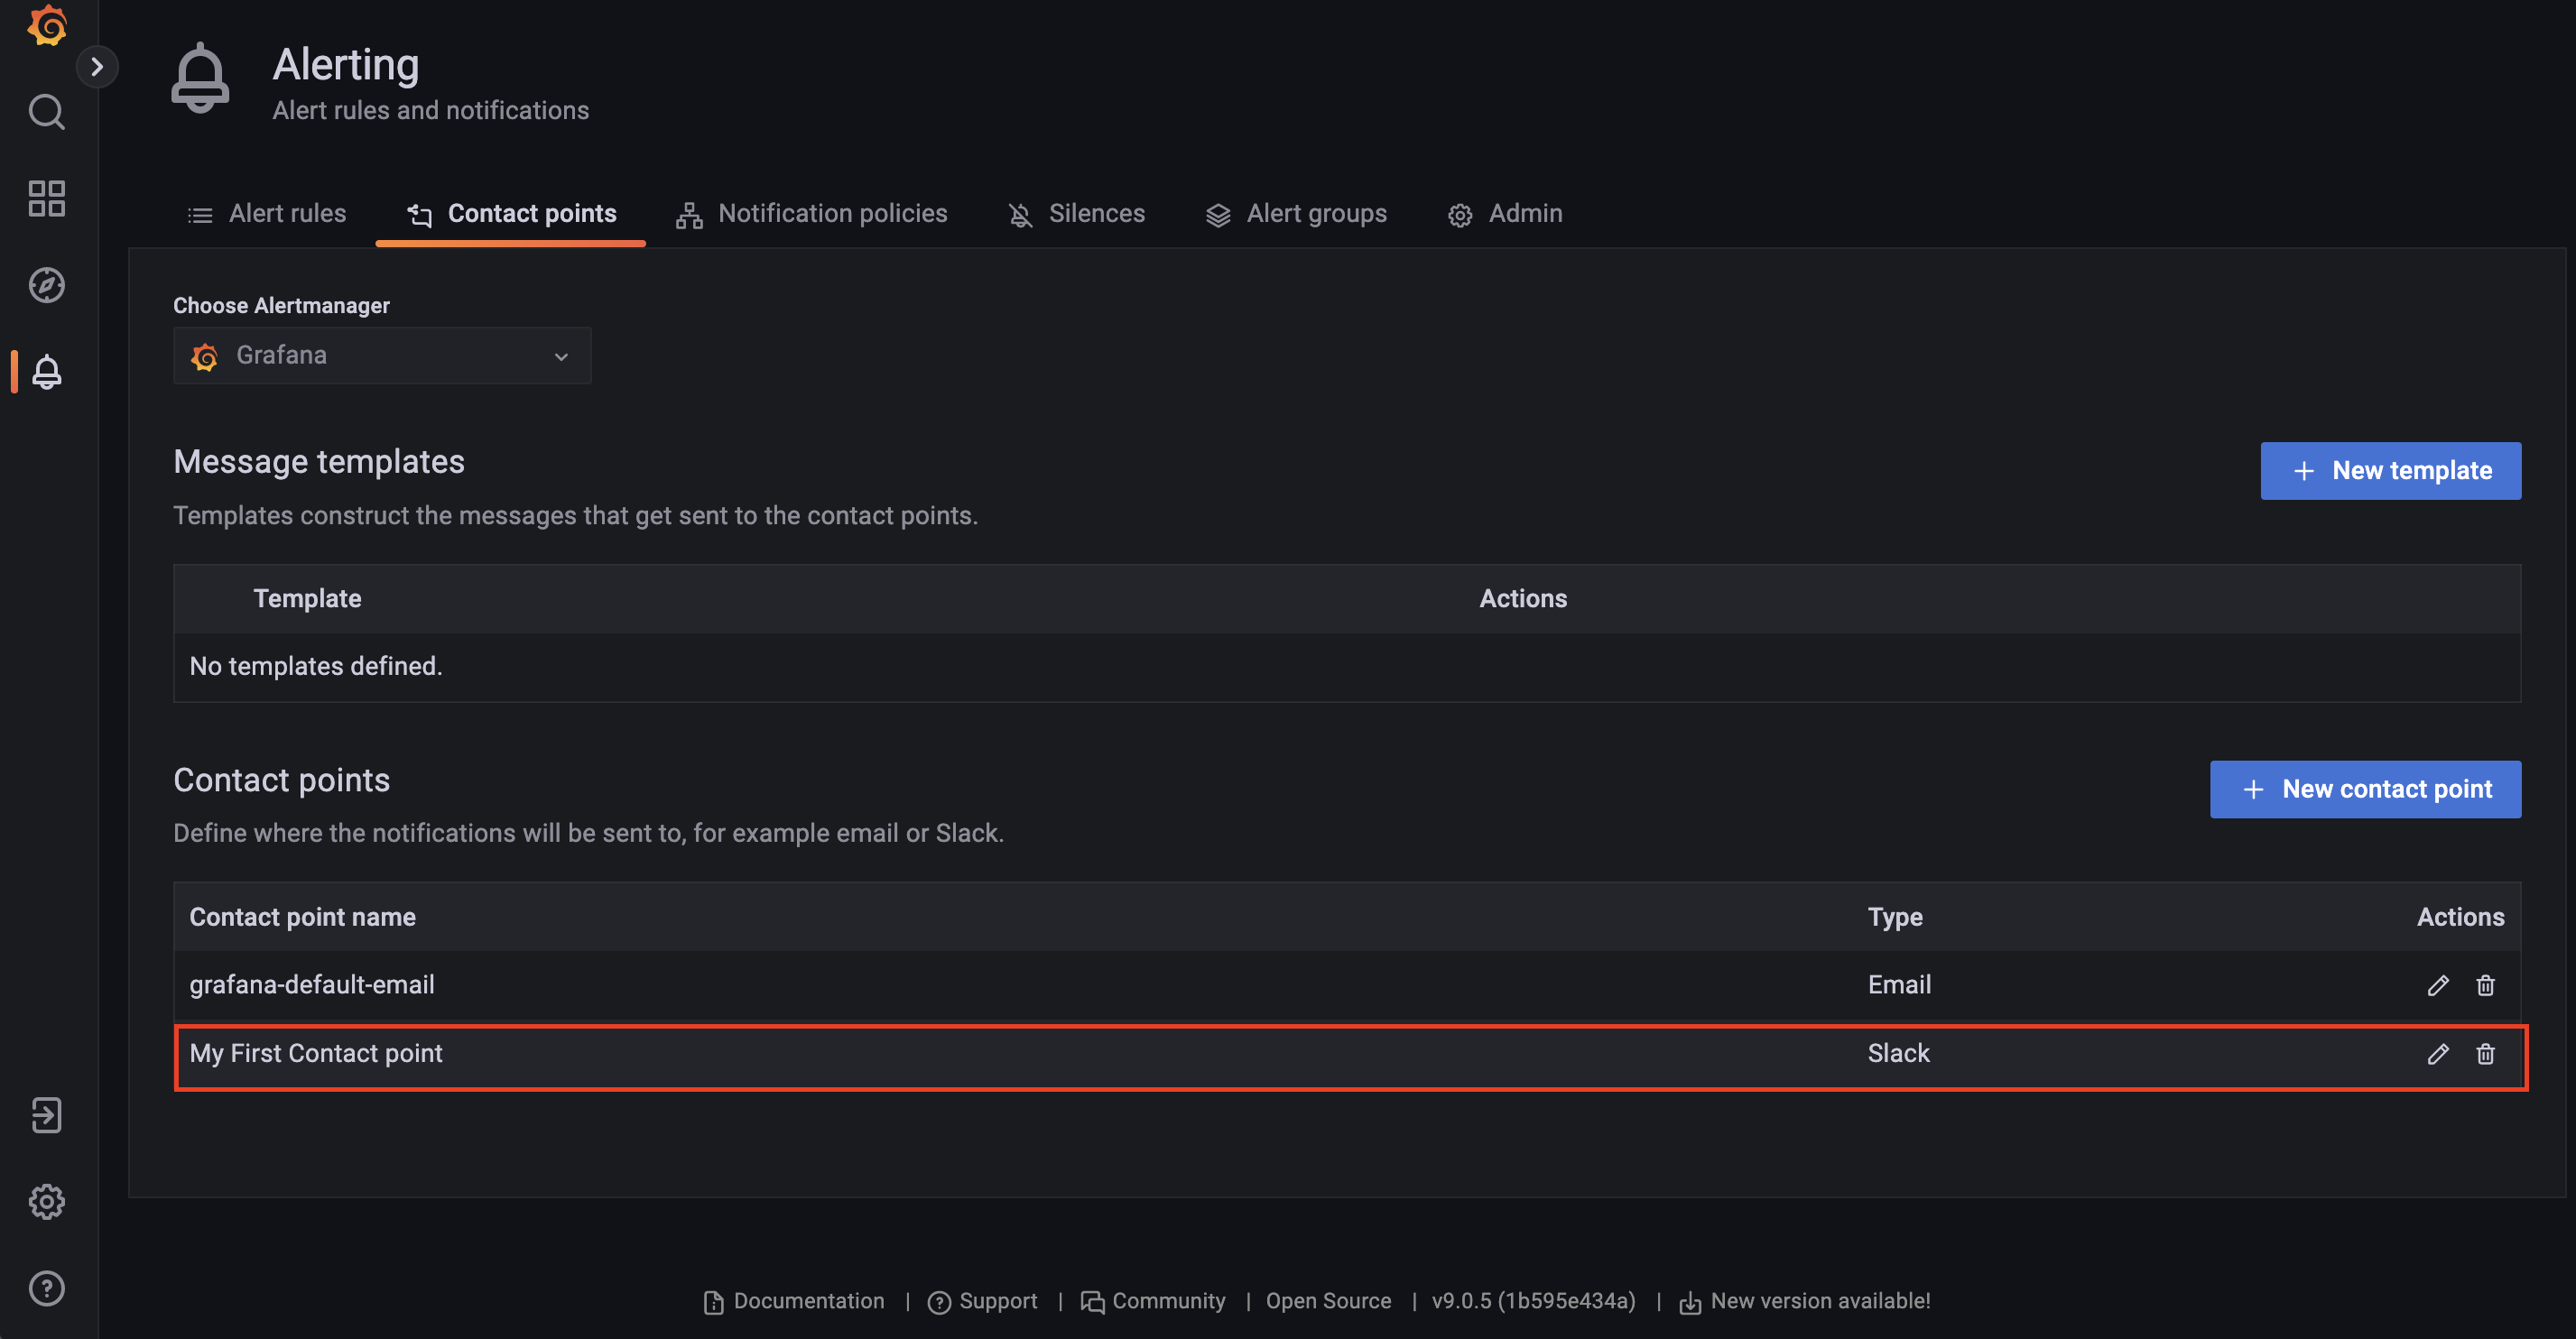 Alerting
Alert rules and notifications
Alert rules
Contact points
Notification policies
Silences
Alert groups
Admin
Choose Alertmanager
Grafana
Message templates
New template
Templates construct the messages that get sent to the contact points.
Template Actions
No templates defined.
Contact points
New contact point
Define where the notifications will be sent to, for example email or Slack.
Contact point name Type Actions
grafana-default-email Email
My First Contact point Slack
Documentation | Support | Community | Open Source | v9.0.5 (1b595e434a) | New version available!